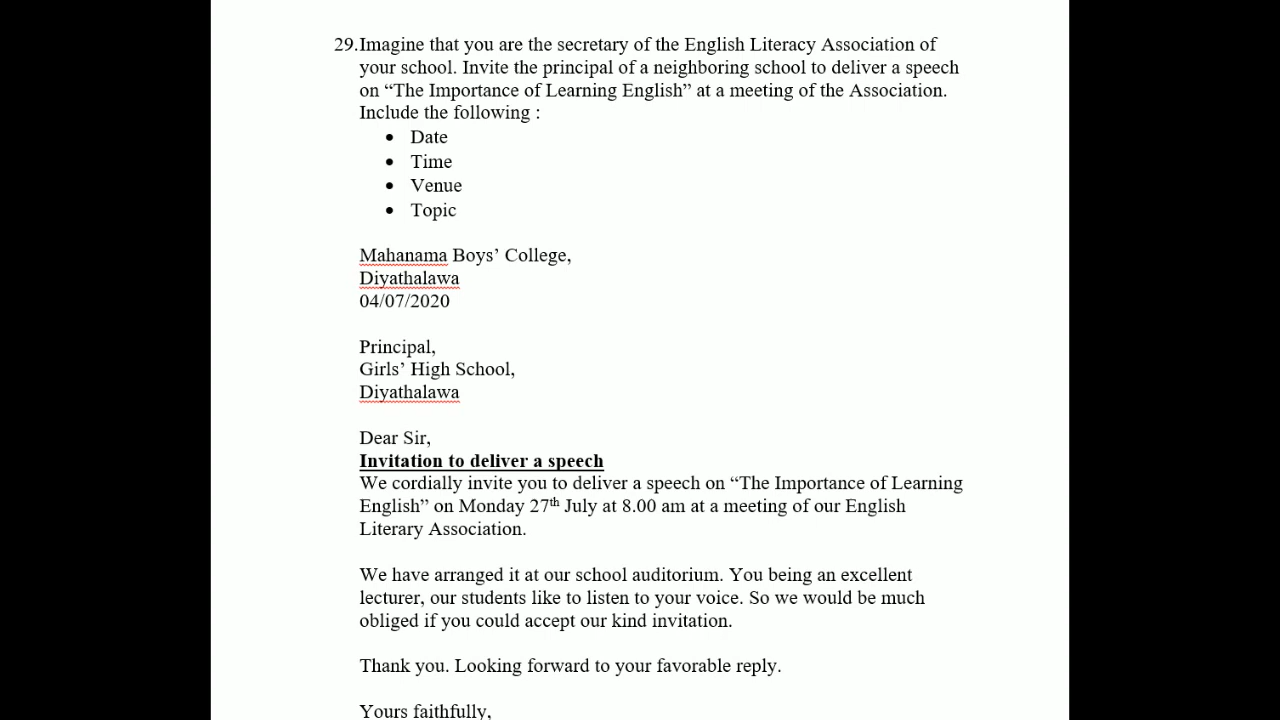 29.Imagine that you are the secretary of the English Literacy Association of
your school. Invite the principal of a neighboring school to deliver a speech
on “The Importance of Learning English” at a meeting of the Association.
Include the following :
• Date
• Time
• Venue
• Topic
Mahanama Boys’ College,
Diyathalawa
04/07/2020
Principal,
Girls’ High School,
Diyathalawa
Dear Sir,
Invitation to deliver a speech
We cordially invite you to deliver a speech on “The Importance of Learning
English” on Monday 27th July at 8.00 am at a meeting of our English
Literary Association.
We have arranged it at our school auditorium. You being an excellent
lecturer, our students like to listen to your voice. So we would be much
obliged if you could accept our kind invitation.
Thank you. Looking forward to your favorable reply.
Yours faithfully,